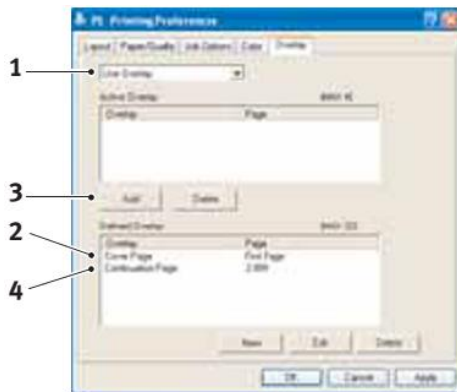 PS Printing Preferences
Layout Paper/Quality Job Options Color Overlay
1
Use Overlay
Active Overlay (max 4)
Overlay Page
3
Add Delete
Defined Overlay
2
Overlay Page
Cover Page First Page
4
Continuation Page
New Edit Delete
OK Cancel Apply